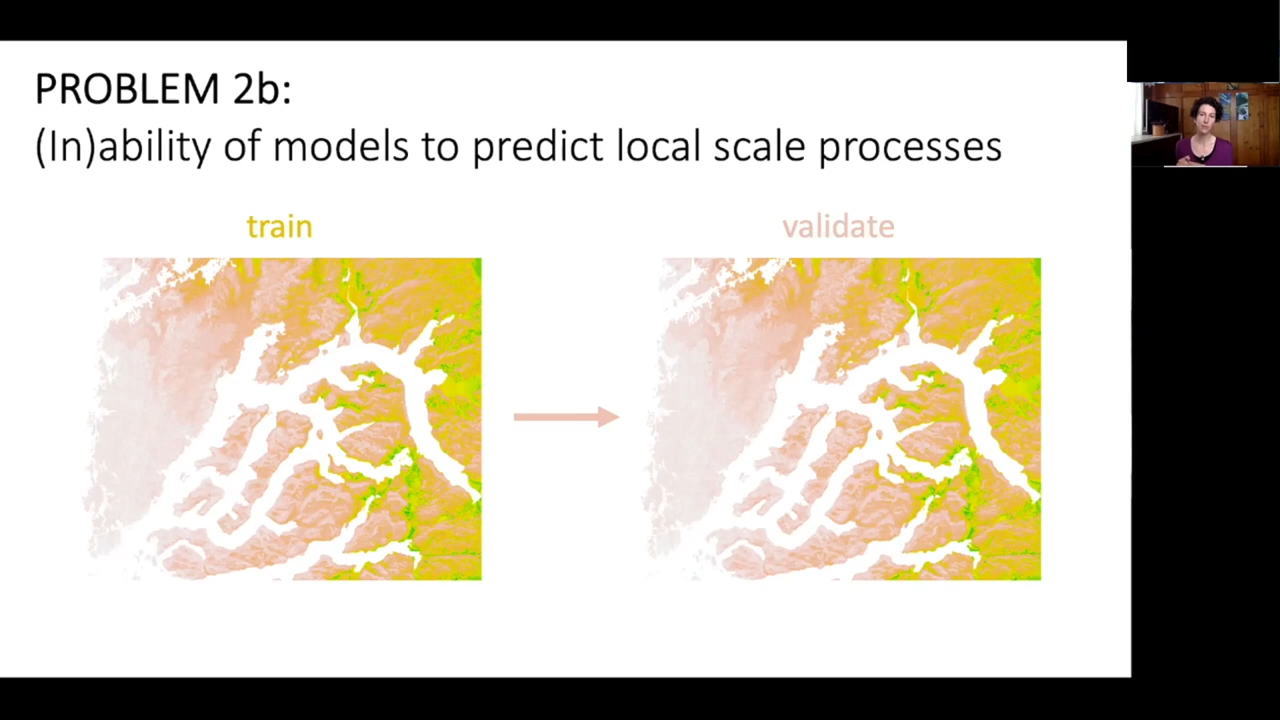 PROBLEM 2b:
(In)ability of models to predict local scale processes
train
validate